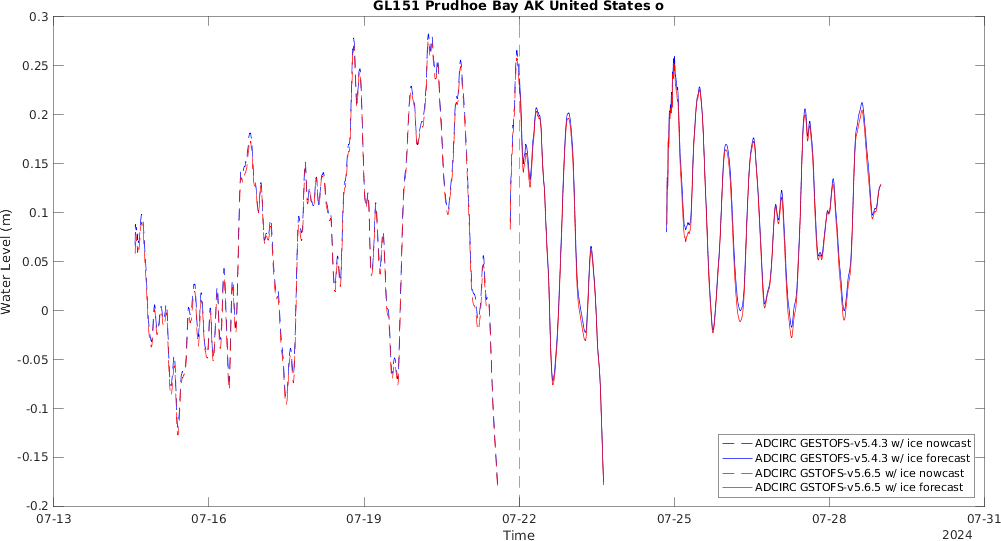 GL151 Prudhoe Bay AK United States o
0.3
0.25
0.2
0.15
0.1
0.05
0
-0.05
-0.1
-0.15
-0.2
Water Level (m)
07-13
07-16
07-19
07-22
07-25
07-28
07-31
Time
2024
ADCIRC GESTOFS-v5.4.3 w/ ice nowcast
ADCIRC GESTOFS-v5.4.3 w/ ice forecast
ADCIRC GSTOFS-v5.6.5 w/ ice nowcast
ADCIRC GSTOFS-v5.6.5 w/ ice forecast